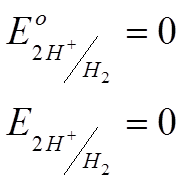 E°2H⁺/H₂ = 0
E2H⁺/H₂ = 0